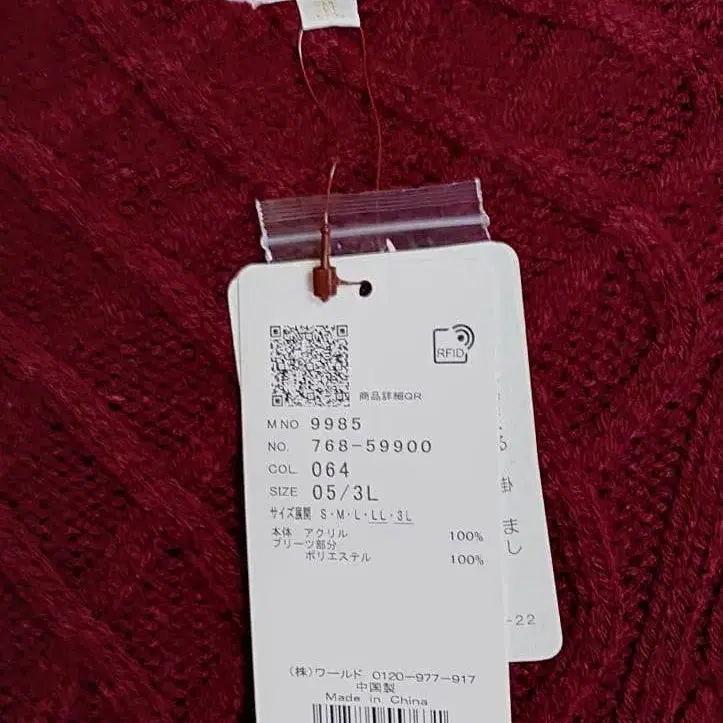 RFID
商品詳細QR
M NO 9985
NO. 768-59900
COL. 064
SIZE 05/3L
サイズ展開 S・M・L・LL・3L
本体 アクリル 100%
プリーツ部分
ポリエステル 100%
(株)ワールド 0120-977-917
中国製
Made in China
まし
-22